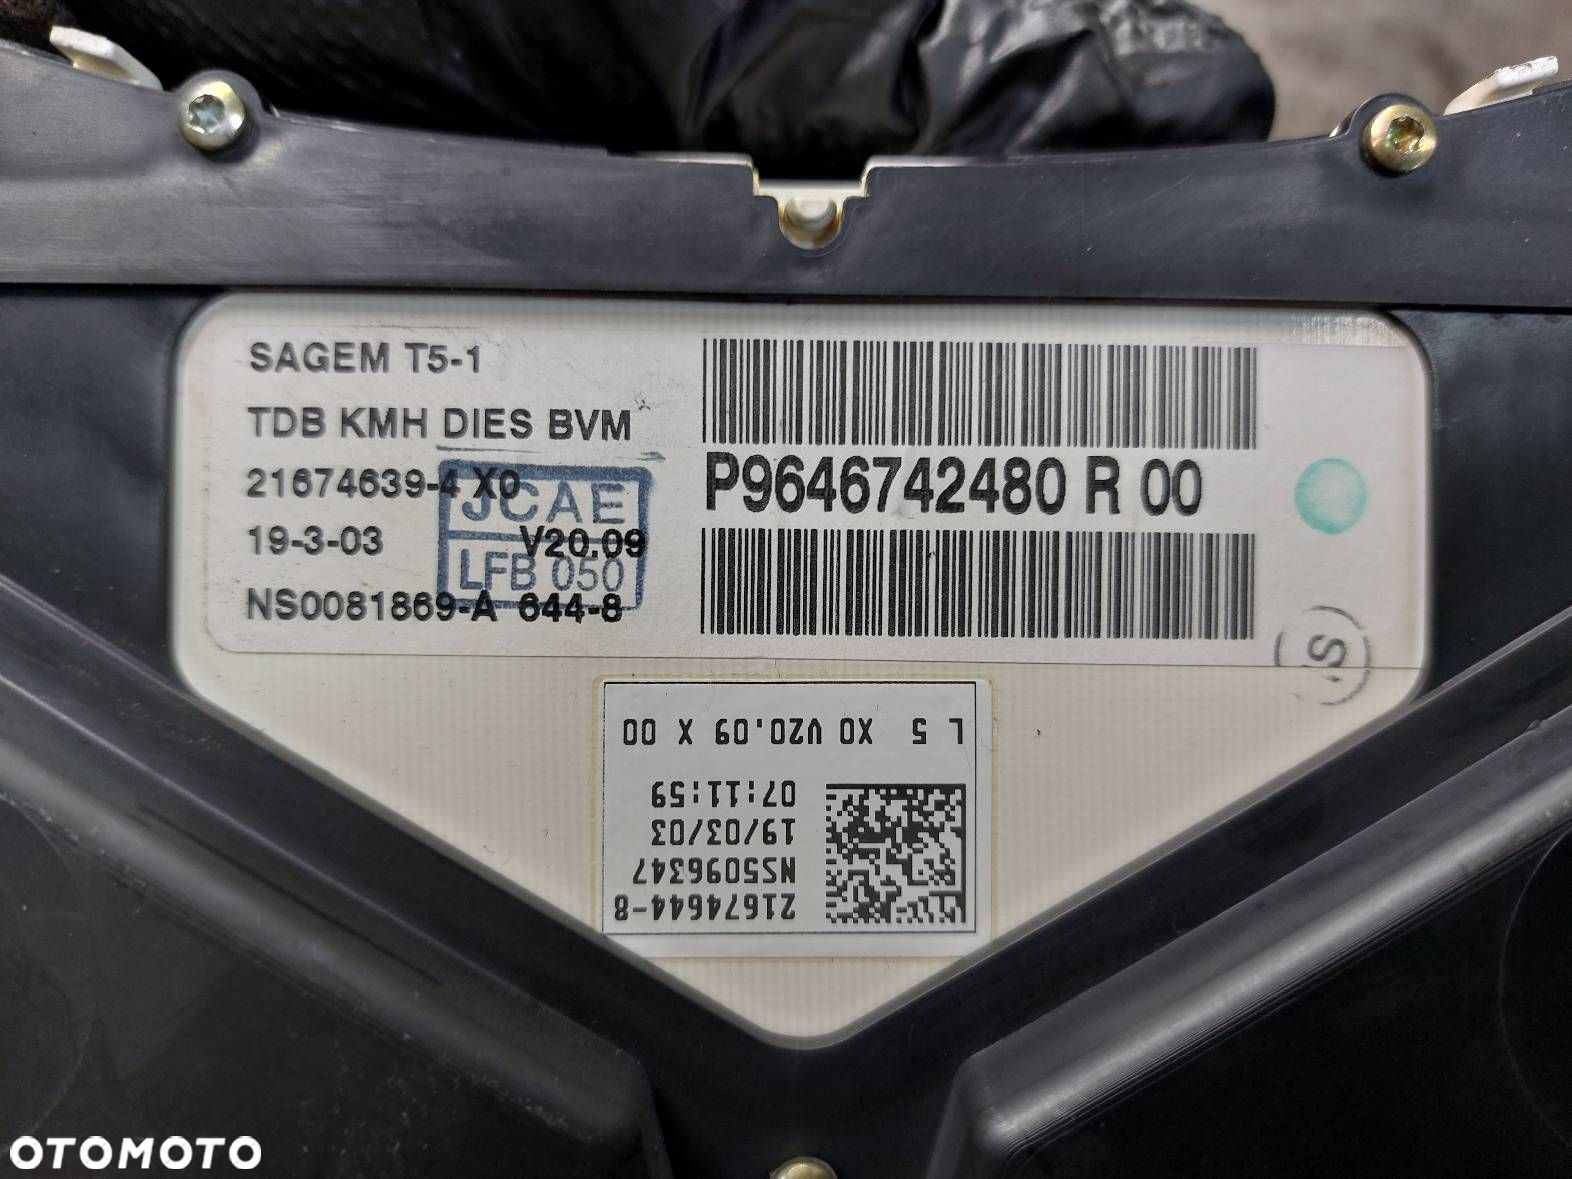 SAGEM T5-1
TDB KMH DIES BVM
21674639-4 X0
19-3-03 V20.09
NS0081869-A 644-8
JCAE
LFB 050
P9646742480 R 00
S
L 5 X0 V20.09 X 00
07:11:59
19/03/03
NS5096347
21674644-8
OTOMOTO